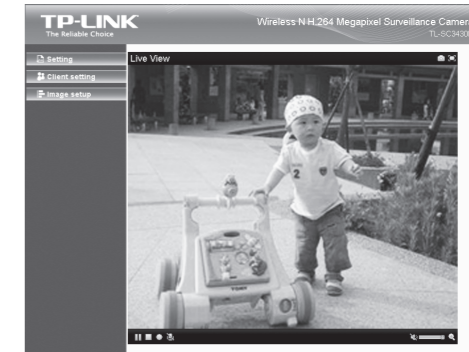 TP-LINK
The Reliable Choice
Wireless N H.264 Megapixel Surveillance Camera
TL-SC3430
Setting
Client setting
Image setup
Live View
2
TOMY